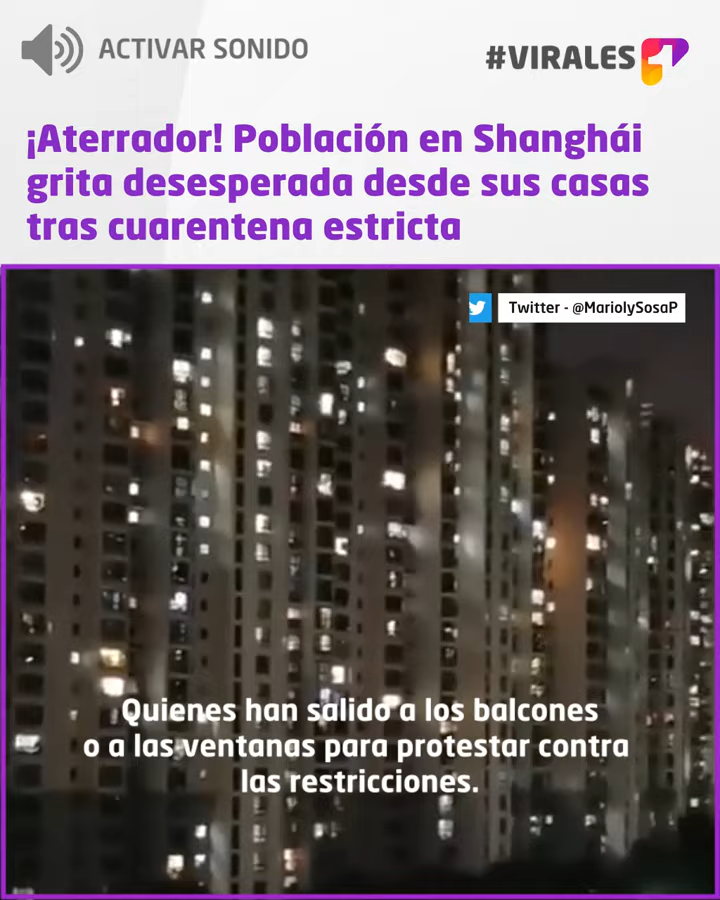 ACTIVAR SONIDO
#VIRALES
¡Aterrador! Población en Shanghái
grita desesperada desde sus casas
tras cuarentena estricta
Twitter - @MariolySosaP
Quienes han salido a los balcones
o a las ventanas para protestar contra
las restricciones.